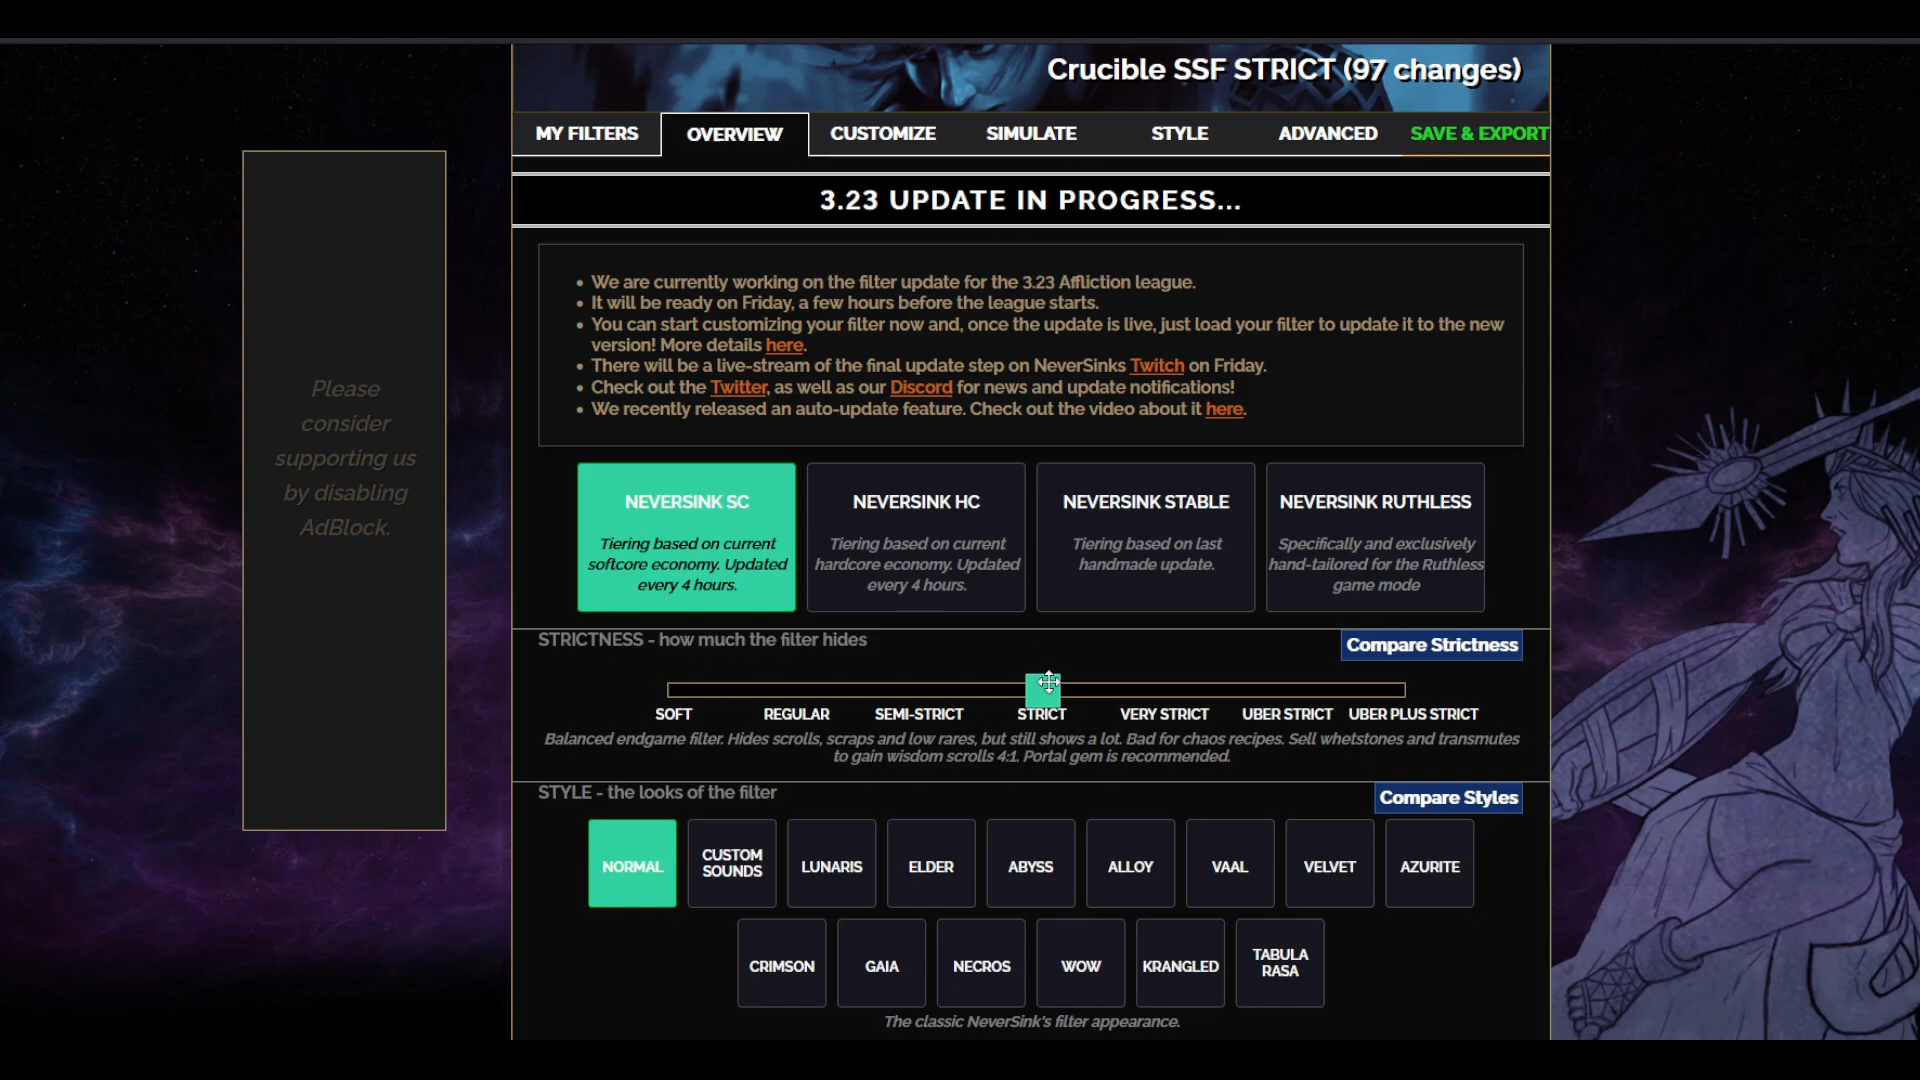 Crucible SSF STRICT (97 changes)
MY FILTERS OVERVIEW CUSTOMIZE SIMULATE STYLE ADVANCED SAVE & EXPORT
3.23 UPDATE IN PROGRESS...
Please
consider
supporting us
by disabling
AdBlock.
• We are currently working on the filter update for the 3.23 Affliction league.
• It will be ready on Friday, a few hours before the league starts.
• You can start customizing your filter now and, once the update is live, just load your filter to update it to the new
version! More details here.
• There will be a live-stream of the final update step on NeverSinks Twitch on Friday.
• Check out the Twitter, as well as our Discord for news and update notifications!
• We recently released an auto-update feature. Check out the video about it here.
NEVERSINK SC
Tiering based on current
softcore economy. Updated
every 4 hours.
NEVERSINK HC
Tiering based on current
hardcore economy. Updated
every 4 hours.
NEVERSINK STABLE
Tiering based on last
handmade update.
NEVERSINK RUTHLESS
Specifically and exclusively
hand-tailored for the Ruthless
game mode
STRICTNESS - how much the filter hides
Compare Strictness
SOFT REGULAR SEMI-STRICT STRICT VERY STRICT UBER STRICT UBER PLUS STRICT
Balanced endgame filter. Hides scrolls, scraps and low rares, but still shows a lot. Bad for chaos recipes. Sell whetstones and transmutes
to gain wisdom scrolls 4:1. Portal gem is recommended.
STYLE - the looks of the filter
Compare Styles
NORMAL
CUSTOM
SOUNDS
LUNARIS
ELDER
ABYSS
ALLOY
VAAL
VELVET
AZURITE
CRIMSON
GAIA
NECROS
WOW
KRANGLED
TABULA
RASA
The classic NeverSink's filter appearance.